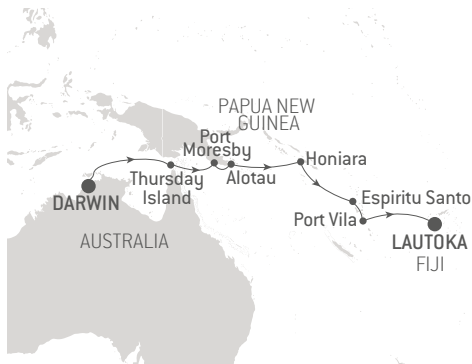 PAPUA NEW
GUINEA
Port
Moresby
Honiara
Thursday
Island
Alotau
DARWIN
Espiritu Santo
Port Vila
AUSTRALIA
LAUTOKA
FIJI